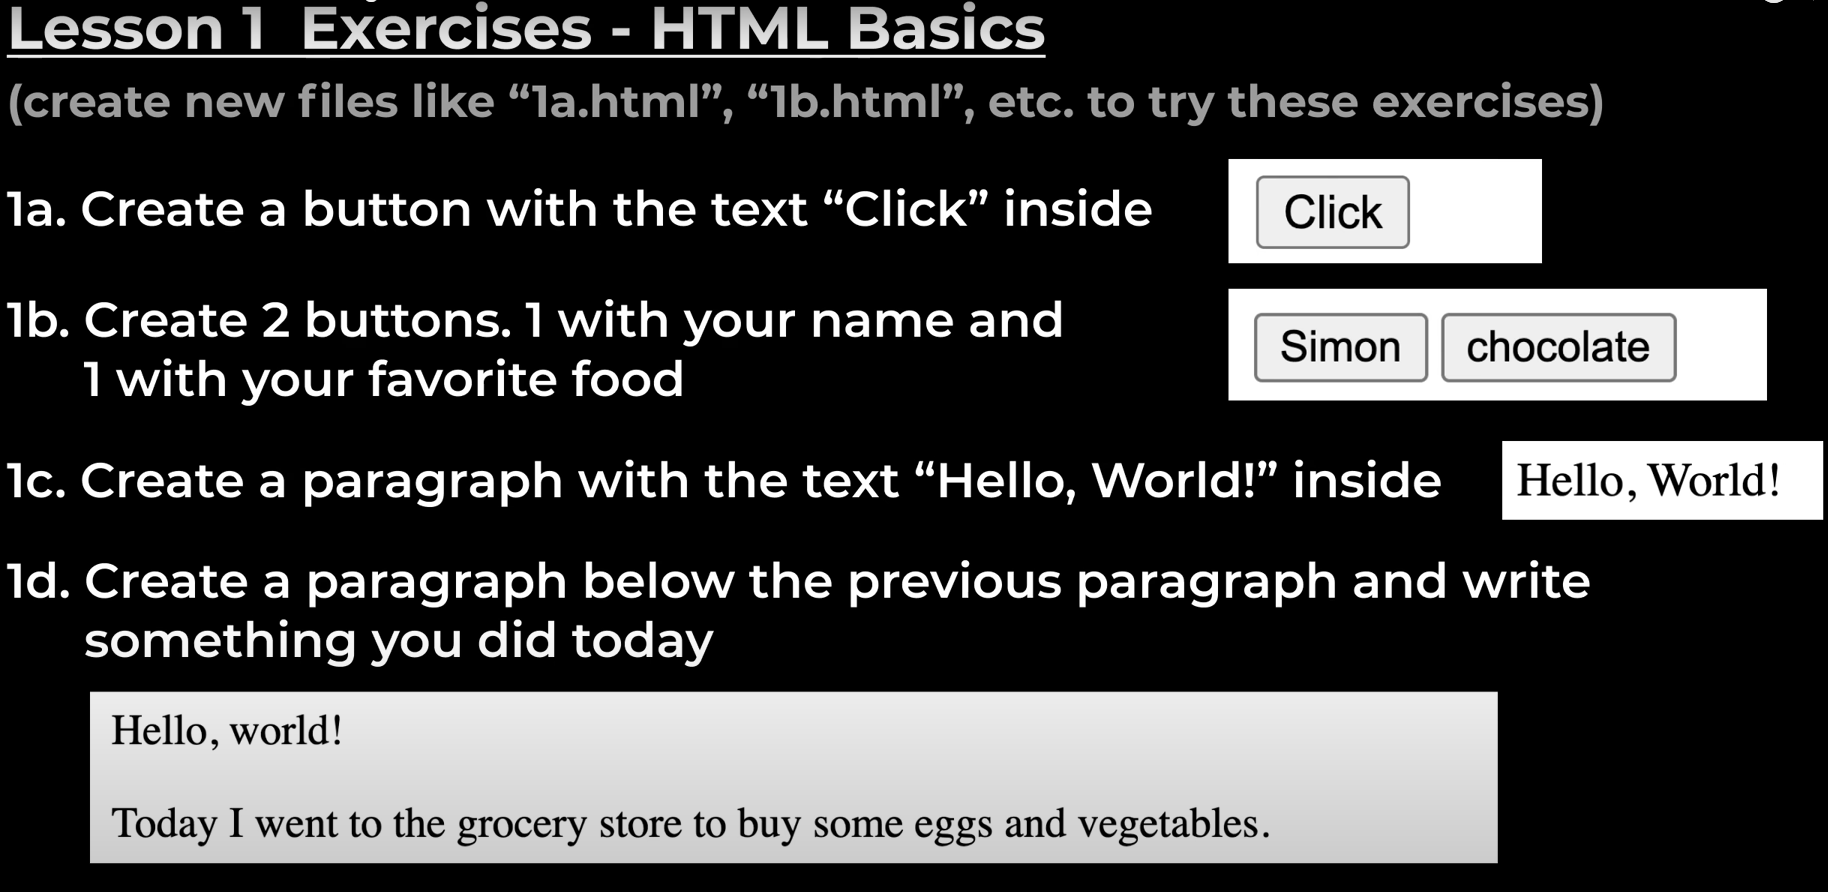 Lesson 1 Exercises - HTML Basics
(create new files like “1a.html”, “1b.html”, etc. to try these exercises)
1a. Create a button with the text “Click” inside
Click
1b. Create 2 buttons. 1 with your name and
1 with your favorite food
Simon chocolate
1c. Create a paragraph with the text “Hello, World!” inside
Hello, World!
1d. Create a paragraph below the previous paragraph and write
something you did today
Hello, world!
Today I went to the grocery store to buy some eggs and vegetables.